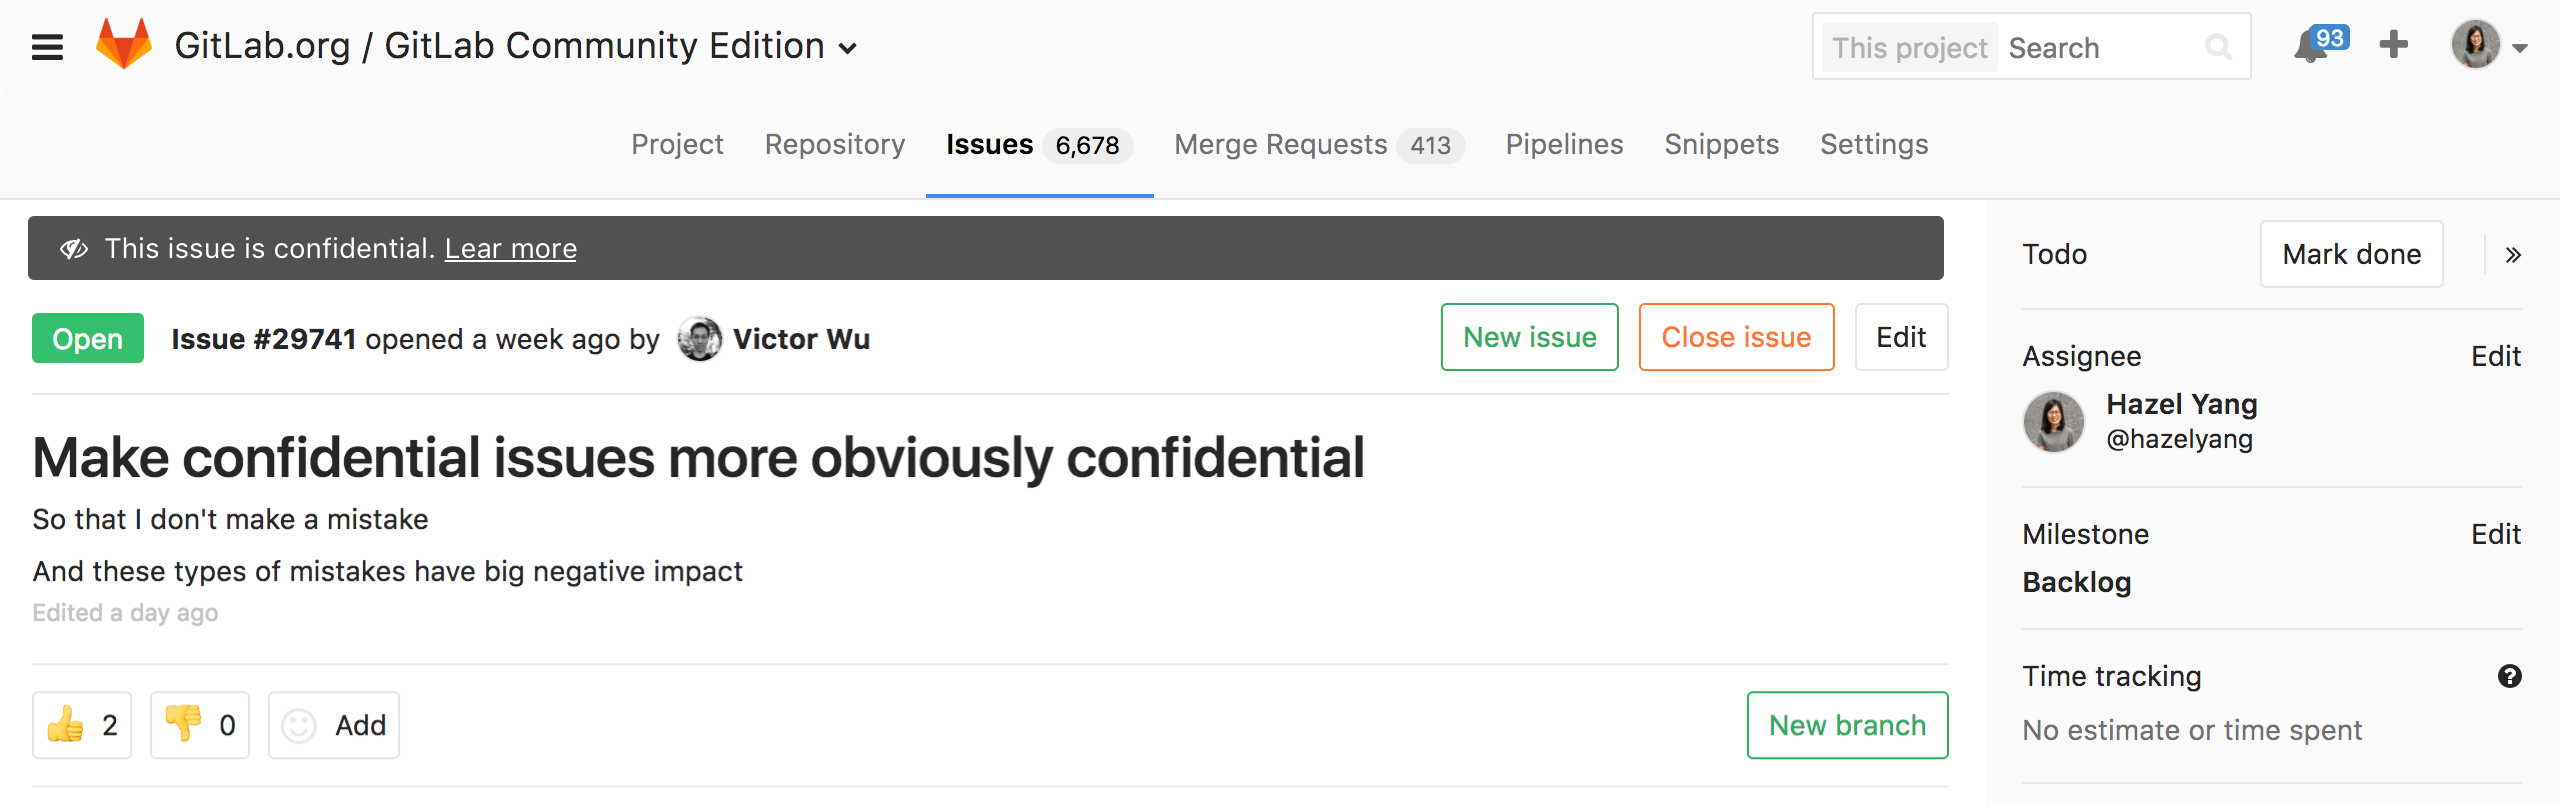 GitLab.org / GitLab Community Edition
This project Search
93
Project Repository Issues 6,678 Merge Requests 413 Pipelines Snippets Settings
This issue is confidential. Lear more
Open Issue #29741 opened a week ago by Victor Wu
New issue Close issue Edit
Make confidential issues more obviously confidential
So that I don't make a mistake
And these types of mistakes have big negative impact
Edited a day ago
2 0 Add
New branch
Todo Mark done »
Assignee Edit
Hazel Yang
@hazelyang
Milestone Edit
Backlog
Time tracking ?
No estimate or time spent